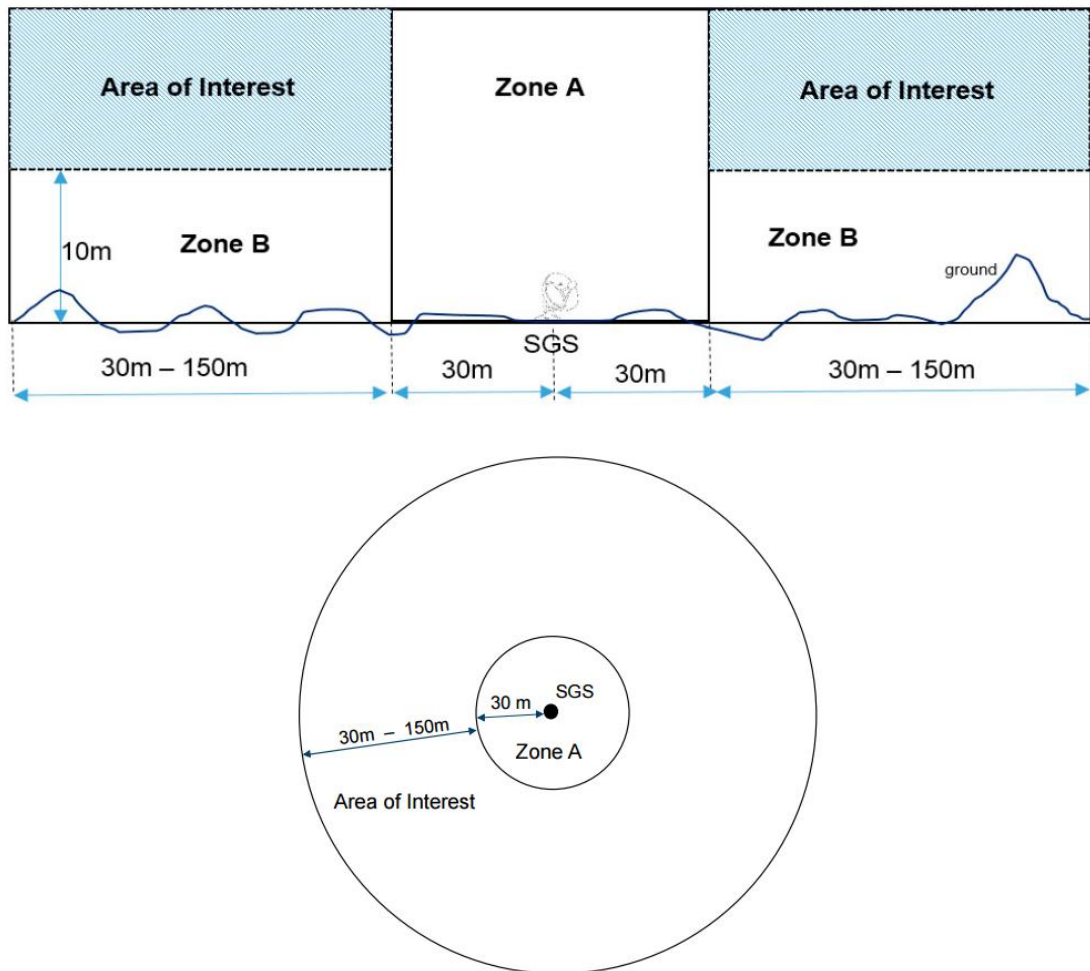 Area of Interest
Zone A
Area of Interest
10m
Zone B
Zone B
ground
SGS
30m – 150m
30m
30m
30m – 150m
SGS
30 m
30m – 150m
Zone A
Area of Interest